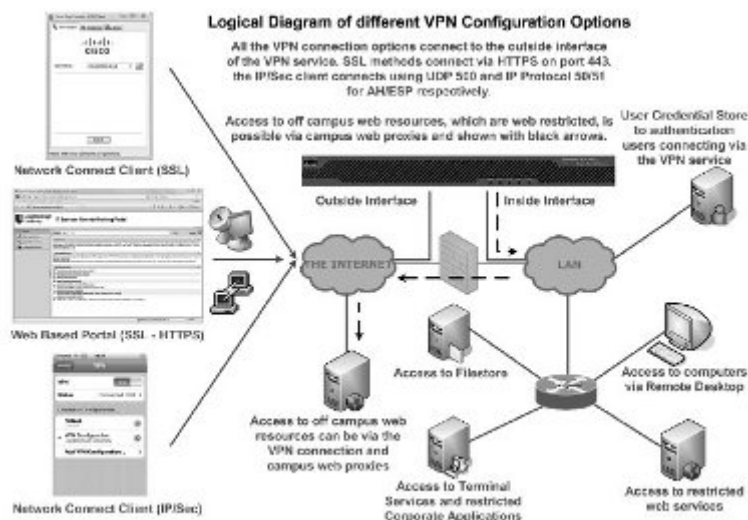 Logical Diagram of different VPN Configuration Options
All the VPN connection options connect to the outside interface
of the VPN service. SSL methods connect via HTTPS on port 443,
the IP/Sec client connects using UDP 500 and IP Protocol 50/51
for AH/ESP respectively.
Access to off campus web resources, which are web restricted, is
possible via campus web proxies and shown with black arrows.
CISCO
Network Connect Client (SSL)
User Credential Store
to authentication
users connecting via
the VPN service
Outside Interface
Inside Interface
THE INTERNET
LAN
Web Based Portal (SSL - HTTPS)
Access to Filestore
Access to computers
via Remote Desktop
VPN
Access to off campus web
resources can be via the
VPN connection and
campus web proxies
Access to Terminal
Services and restricted
Corporate Applications
Access to restricted
web services
Network Connect Client (IP/Sec)